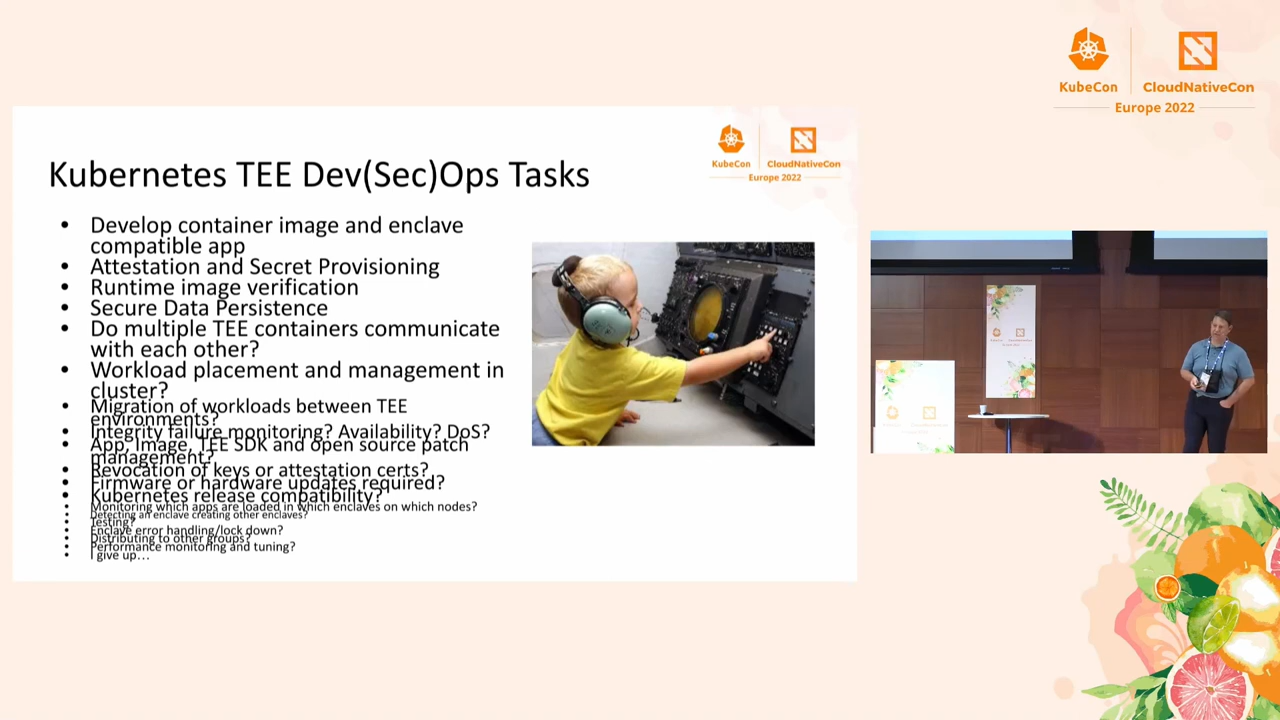 KubeCon
CloudNativeCon
Europe 2022
KubeCon
CloudNativeCon
Europe 2022
Kubernetes TEE Dev(Sec)Ops Tasks
• Develop container image and enclave
compatible app
• Attestation and Secret Provisioning
• Runtime image verification
• Secure Data Persistence
• Do multiple TEE containers communicate
with each other?
• Workload placement and management in
cluster?
• Migration of workloads between TEE
environments?
• Integrity failure monitoring? Availability? DoS?
• App, Image, TEE SDK and open source patch
management?
• Revocation of keys or attestation certs?
• Firmware or hardware updates required?
• Kubernetes release compatibility?
• Monitoring which apps are loaded in which enclaves on which nodes?
• Detecting an enclave creating other enclaves?
• Testing?
• Enclave error handling/lock down?
• Distributing to other groups?
• Performance monitoring and tuning?
• I give up...